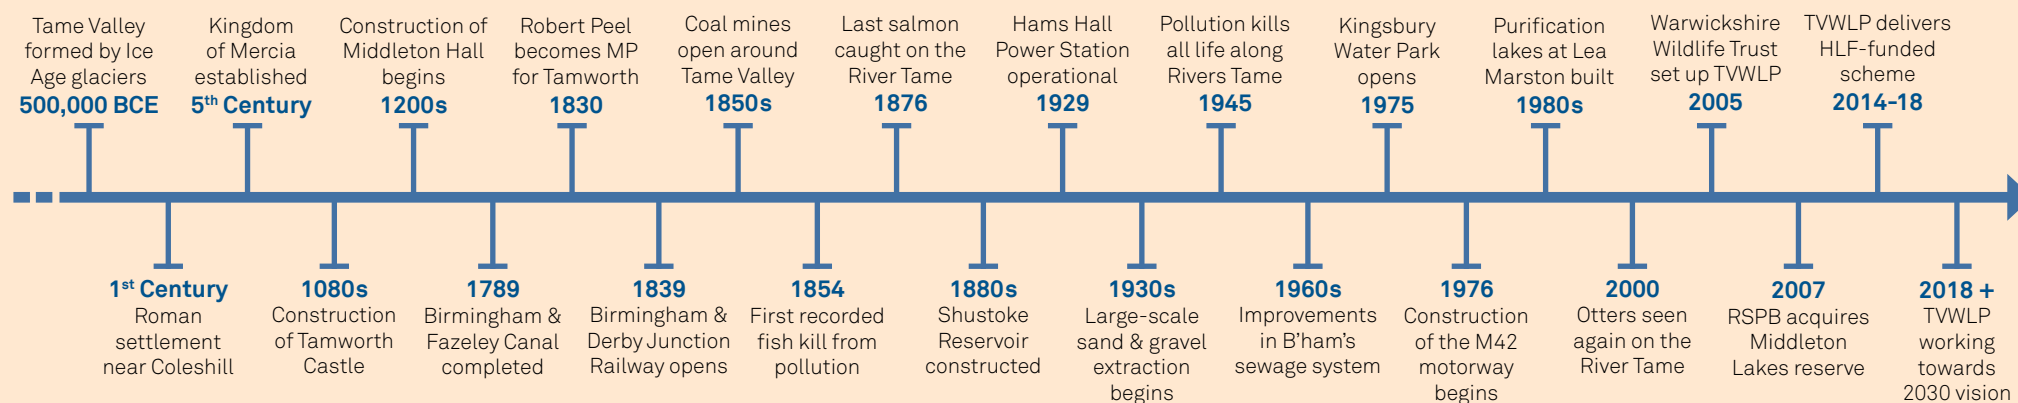 Tame Valley
formed by Ice
Age glaciers
500,000 BCE
Kingdom
of Mercia
established
5th Century
Construction of
Middleton Hall
begins
1200s
Robert Peel
becomes MP
for Tamworth
1830
Coal mines
open around
Tame Valley
1850s
Last salmon
caught on the
River Tame
1876
Hams Hall
Power Station
operational
1929
Pollution kills
all life along
Rivers Tame
1945
Kingsbury
Water Park
opens
1975
Purification
lakes at Lea
Marston built
1980s
Warwickshire
Wildlife Trust
set up TVWLP
2005
TVWLP delivers
HLF-funded
scheme
2014-18
1st Century
Roman
settlement
near Coleshill
1080s
Construction
of Tamworth
Castle
1789
Birmingham &
Fazeley Canal
completed
1839
Birmingham &
Derby Junction
Railway opens
1854
First recorded
fish kill from
pollution
1880s
Shustoke
Reservoir
constructed
1930s
Large-scale
sand & gravel
extraction
begins
1960s
Improvements
in B'ham's
sewage system
1976
Construction
of the M42
motorway
begins
2000
Otters seen
again on the
River Tame
2007
RSPB acquires
Middleton
Lakes reserve
2018 +
TVWLP
working
towards
2030 vision